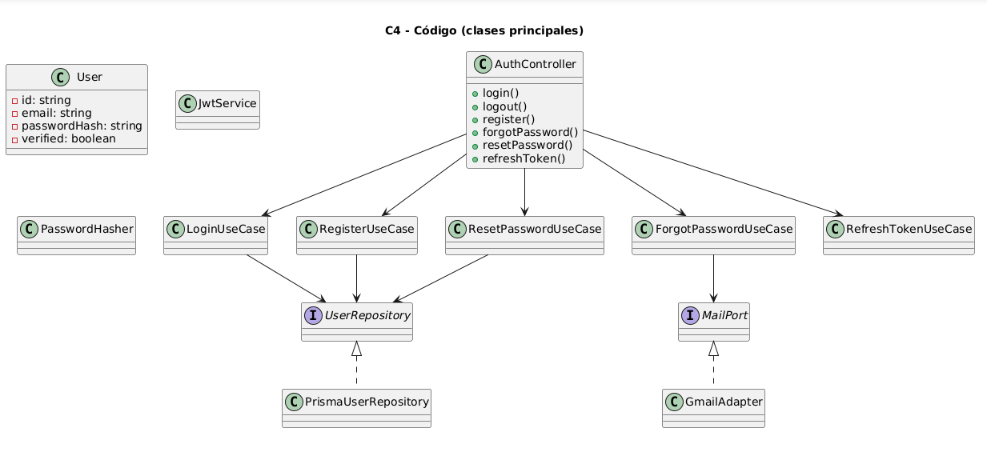 C4 - Código (clases principales)
C User
id: string
email: string
passwordHash: string
verified: boolean
C JwtService
C AuthController
login()
logout()
register()
forgotPassword()
resetPassword()
refreshToken()
C PasswordHasher
C LoginUseCase
C RegisterUseCase
C ResetPasswordUseCase
C ForgotPasswordUseCase
C RefreshTokenUseCase
I UserRepository
I MailPort
C PrismaUserRepository
C GmailAdapter